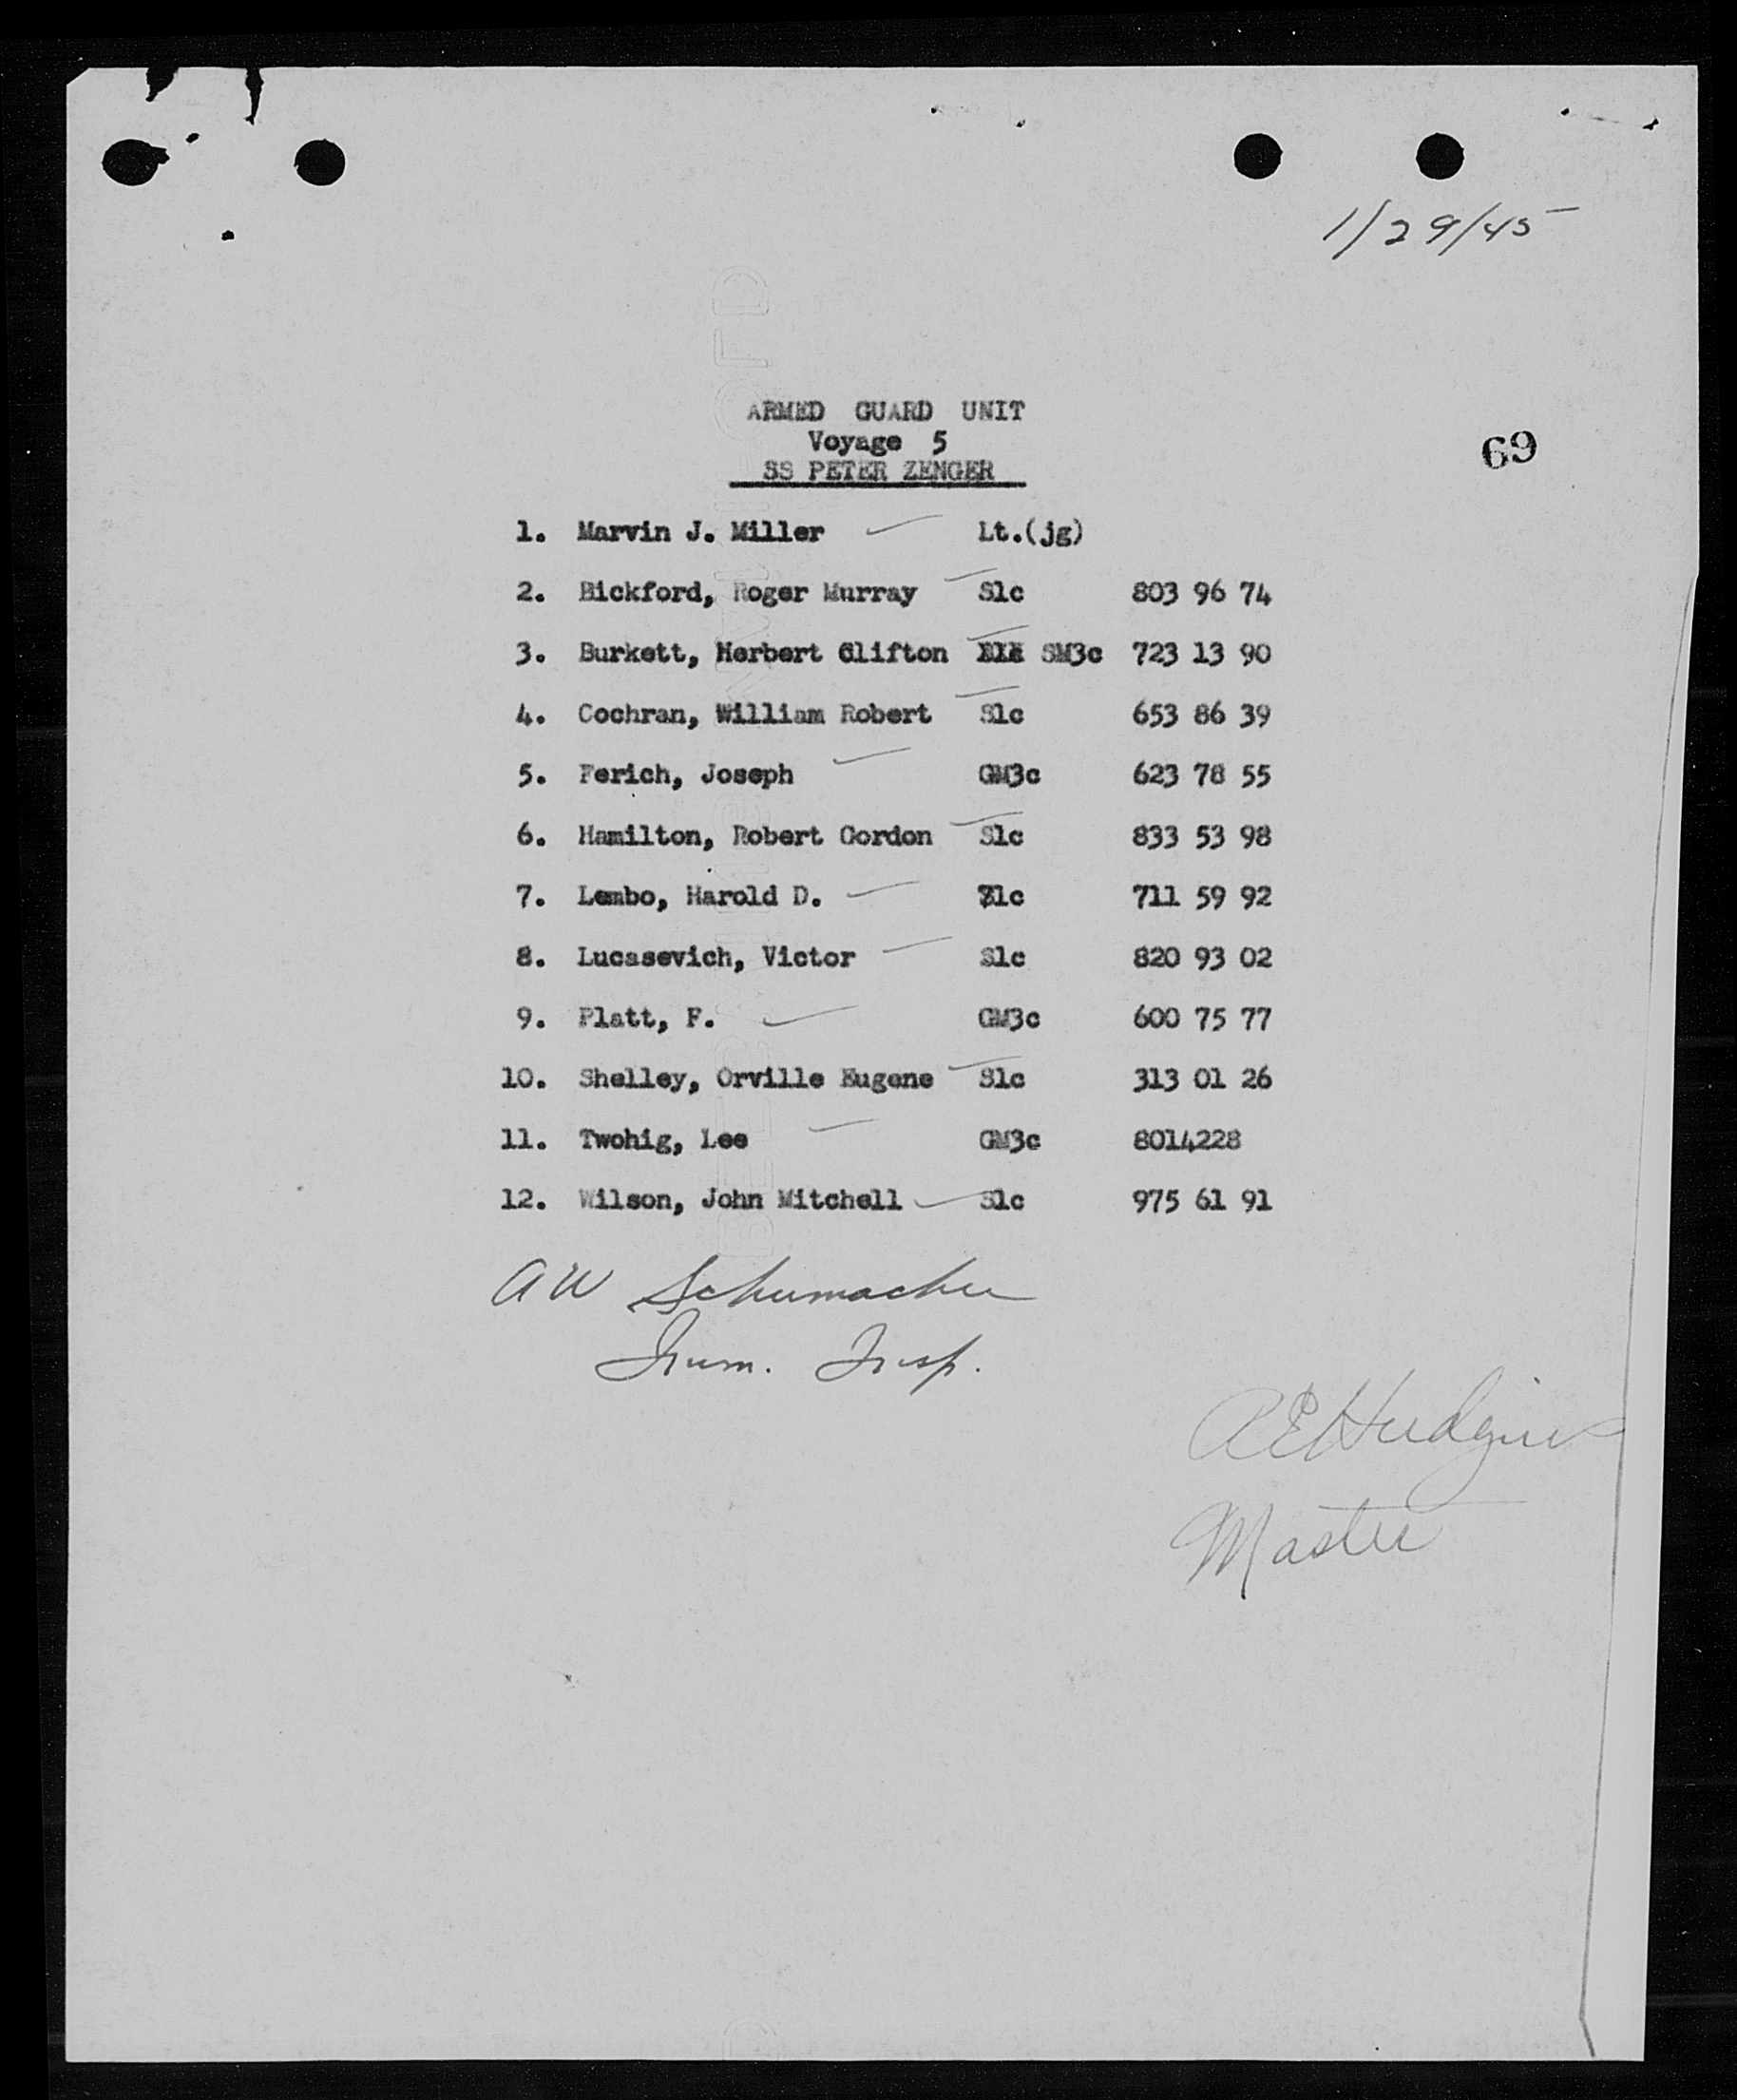 1/29/45
ARMED GUARD UNIT
Voyage 5
69
SS PETER ZENGER
1. Marvin J. Miller Lt.(jg)
2. Bickford, Roger Murray S1c 803 96 74
3. Burkett, Herbert Clifton SM3c 723 13 90
4. Cochran, William Robert S1c 653 86 39
5. Ferich, Joseph GM3c 623 78 55
6. Hamilton, Robert Gordon S1c 833 53 98
7. Lembo, Harold D. S1c 711 59 92
8. Lucasevich, Victor S1c 820 93 02
9. Platt, F. GM3c 600 75 77
10. Shelley, Orville Eugene S1c 313 01 26
11. Twohig, Lee GM3c 8014228
12. Wilson, John Mitchell S1c 975 61 91
A W Schumacher
Imm. Insp.
R E Hudgins
Master